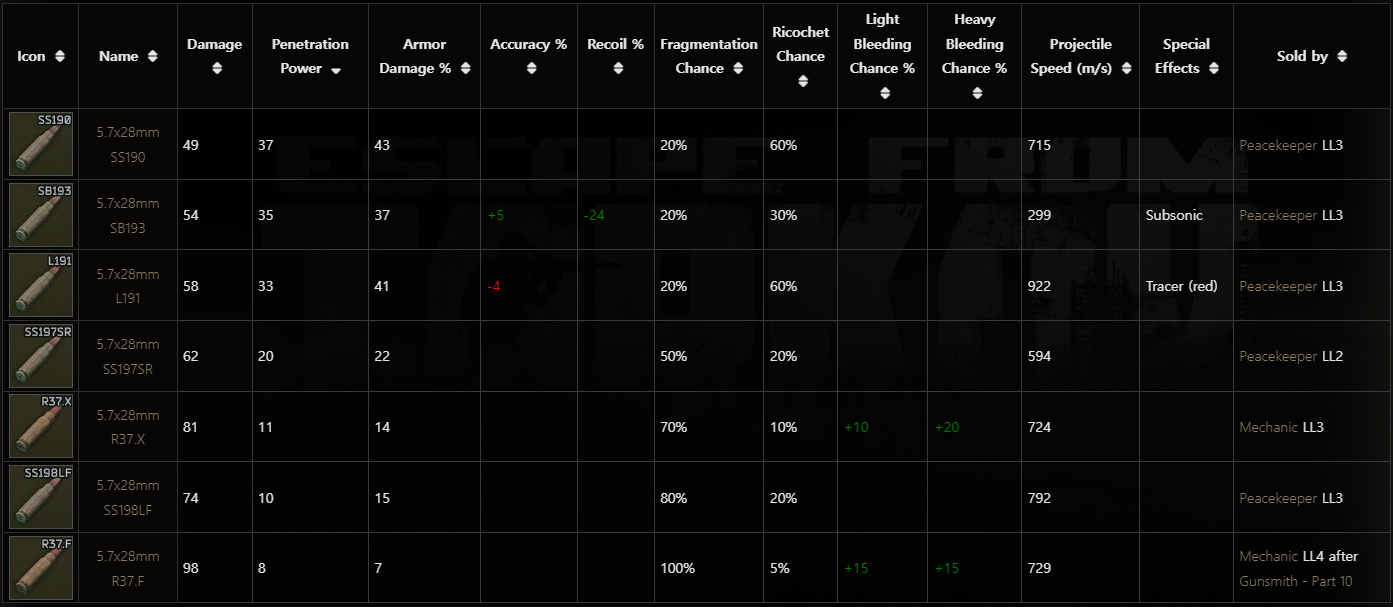 Icon Name Damage Penetration Power Armor Damage % Accuracy % Recoil % Fragmentation Chance Ricochet Chance Light Bleeding Chance % Heavy Bleeding Chance % Projectile Speed (m/s) Special Effects Sold by
SS190 5.7x28mm SS190 49 37 43 20% 60% 715 Peacekeeper LL3
SB193 5.7x28mm SB193 54 35 37 +5 -24 20% 30% 299 Subsonic Peacekeeper LL3
L191 5.7x28mm L191 58 33 41 -4 20% 60% 922 Tracer (red) Peacekeeper LL3
SS197SR 5.7x28mm SS197SR 62 20 22 50% 20% 594 Peacekeeper LL2
R37.X 5.7x28mm R37.X 81 11 14 70% 10% +10 +20 724 Mechanic LL3
SS198LF 5.7x28mm SS198LF 74 10 15 80% 20% 792 Peacekeeper LL3
R37.F 5.7x28mm R37.F 98 8 7 100% 5% +15 +15 729 Mechanic LL4 after Gunsmith - Part 10
ESCAPE FROM
TARKOV